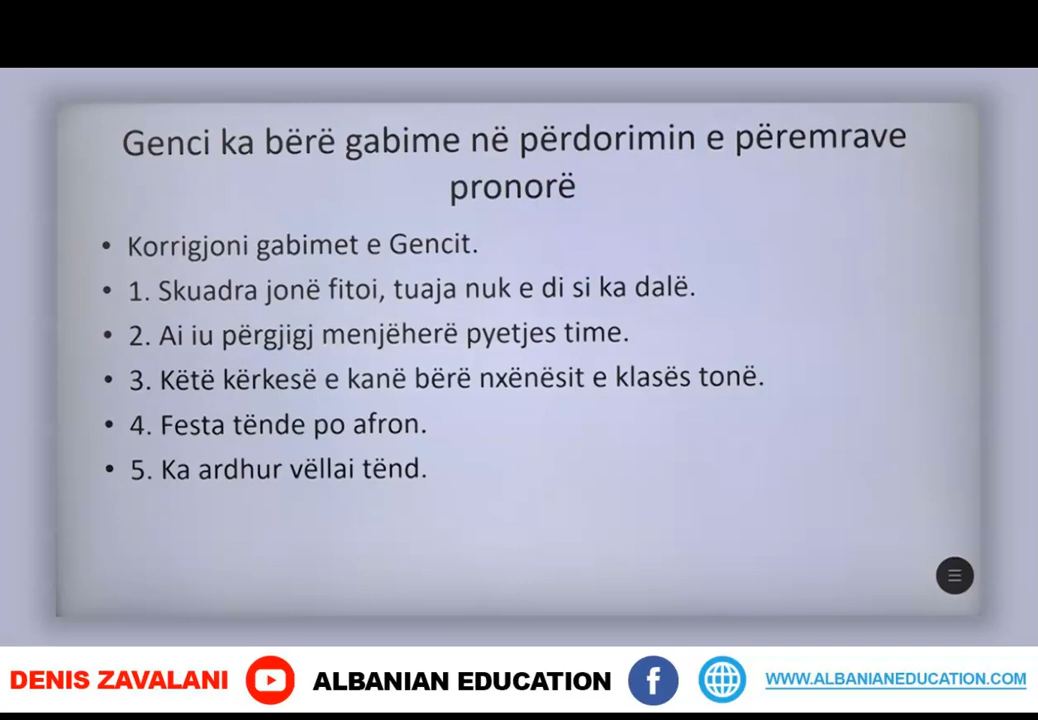 Genci ka bërë gabime në përdorimin e përemrave
pronorë
• Korrigjoni gabimet e Gencit.
• 1. Skuadra jonë fitoi, tuaja nuk e di si ka dalë.
• 2. Ai iu përgjigj menjëherë pyetjes time.
• 3. Këtë kërkesë e kanë bërë nxënësit e klasës tonë.
• 4. Festa tënde po afron.
• 5. Ka ardhur vëllai tënd.
DENIS ZAVALANI ALBANIAN EDUCATION WWW.ALBANIANEDUCATION.COM